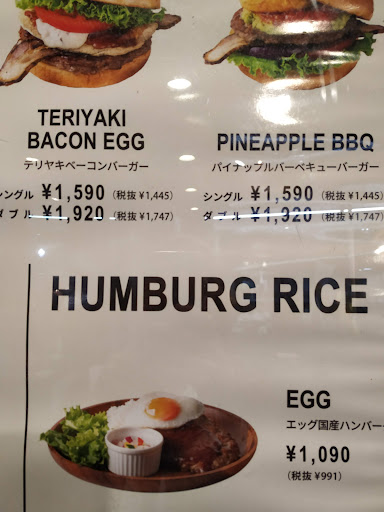 TERIYAKI
BACON EGG
テリヤキベーコンバーガー
シングル ¥1,590 (税抜 ¥1,445)
ダブル ¥1,920 (税抜 ¥1,747)
PINEAPPLE BBQ
パイナップルバーベキューバーガー
シングル ¥1,590 (税抜 ¥1,445)
ダブル ¥1,920 (税抜 ¥1,747)
HUMBURG RICE
EGG
エッグ国産ハンバー
¥1,090
(税抜 ¥991)